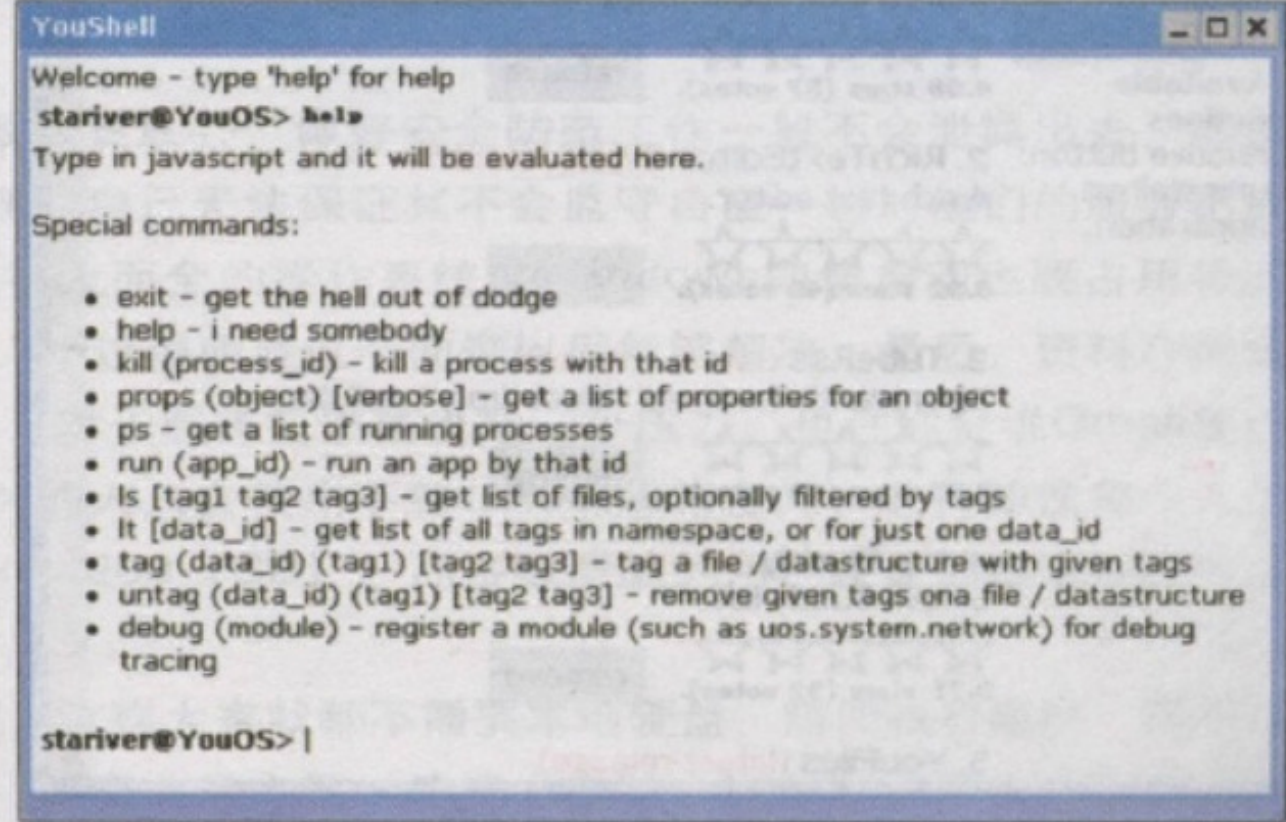 YouShell
Welcome - type 'help' for help
stariver@YouOS> help
Type in javascript and it will be evaluated here.
Special commands:
• exit - get the hell out of dodge
• help - i need somebody
• kill (process_id) - kill a process with that id
• props (object) [verbose] - get a list of properties for an object
• ps - get a list of running processes
• run (app_id) - run an app by that id
• ls [tag1 tag2 tag3] - get list of files, optionally filtered by tags
• lt [data_id] - get list of all tags in namespace, or for just one data_id
• tag (data_id) (tag1) [tag2 tag3] - tag a file / datastructure with given tags
• untag (data_id) (tag1) [tag2 tag3] - remove given tags ona file / datastructure
• debug (module) - register a module (such as uos.system.network) for debug
tracing
stariver@YouOS>